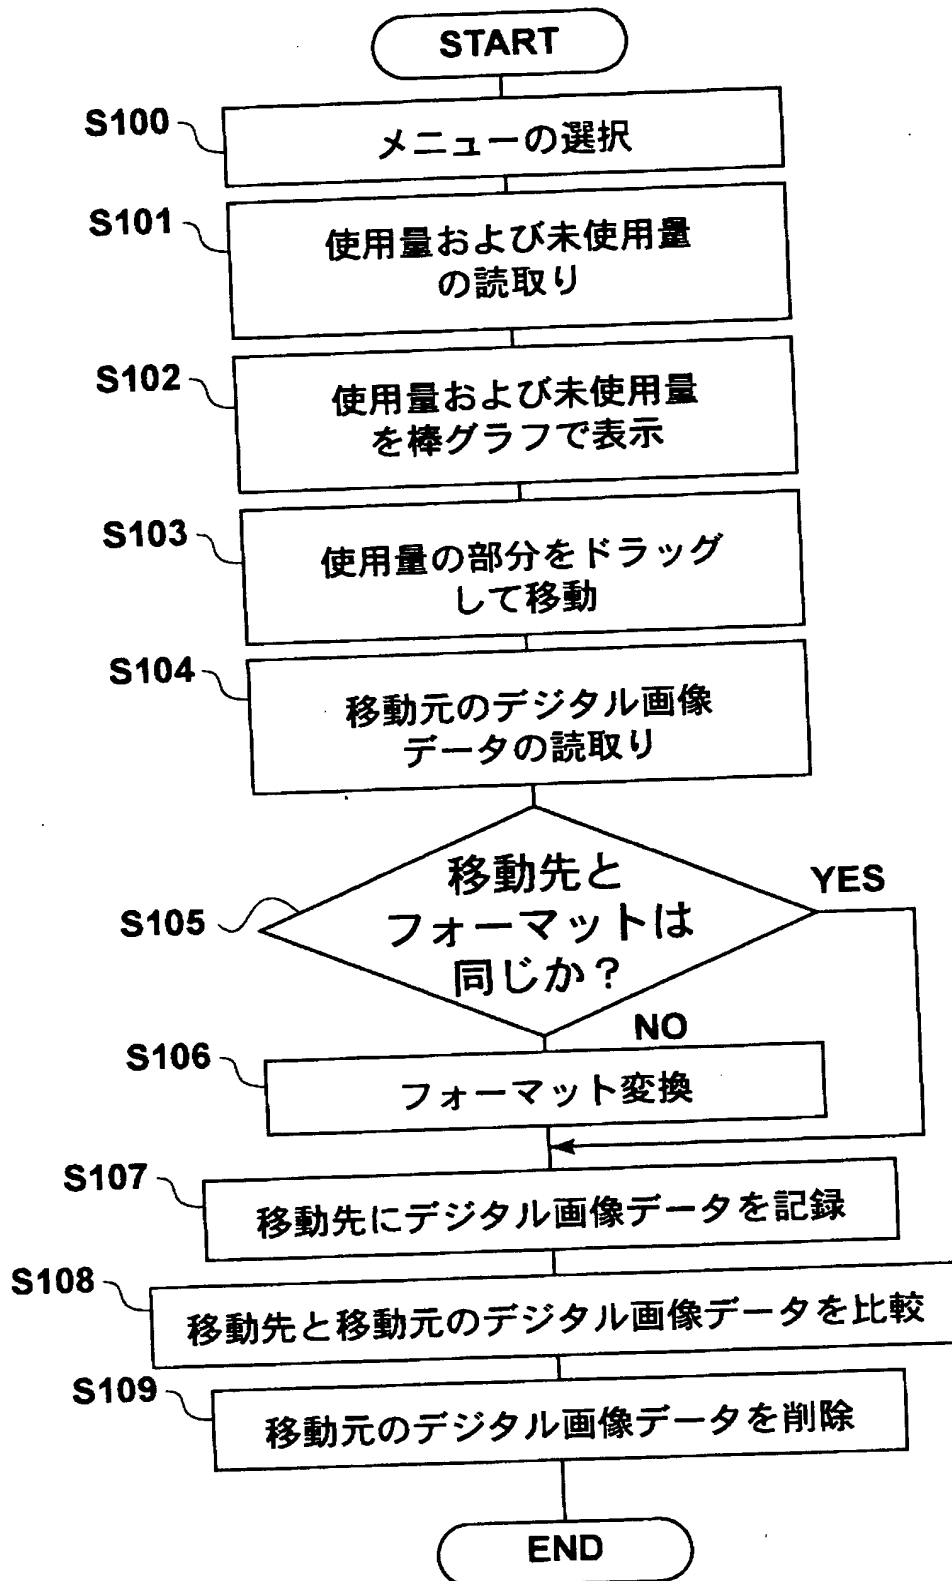 START
S100
メニューの選択
S101
使用量および未使用量
の読取り
S102
使用量および未使用量
を棒グラフで表示
S103
使用量の部分をドラッグ
して移動
S104
移動元のデジタル画像
データの読取り
S105
移動先と
フォーマットは
同じか?
YES
NO
S106
フォーマット変換
S107
移動先にデジタル画像データを記録
S108
移動先と移動元のデジタル画像データを比較
S109
移動元のデジタル画像データを削除
END